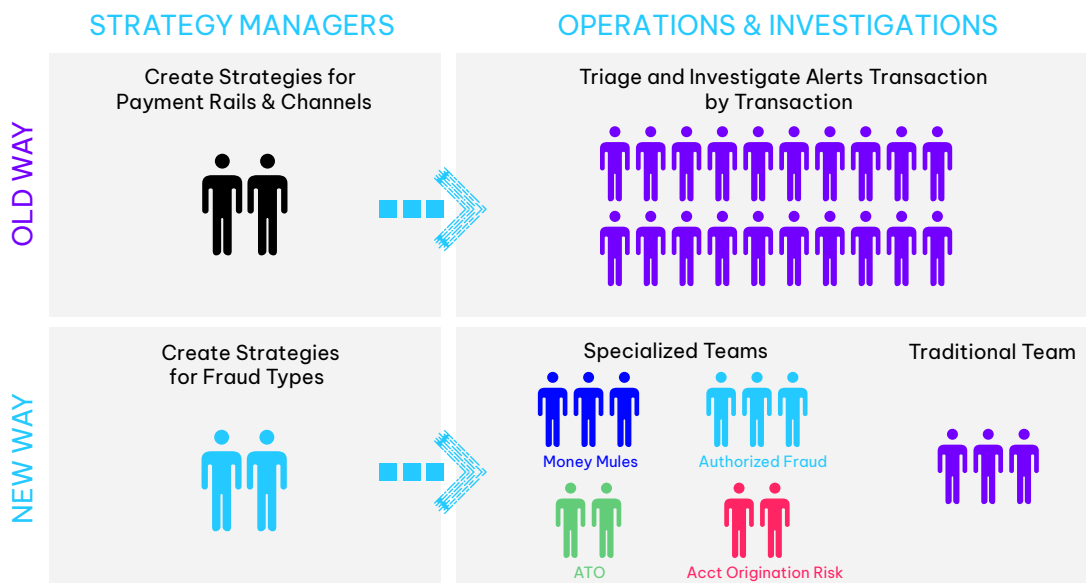 STRATEGY MANAGERS
OPERATIONS & INVESTIGATIONS
OLD WAY
Create Strategies for
Payment Rails & Channels
Triage and Investigate Alerts Transaction
by Transaction
NEW WAY
Create Strategies
for Fraud Types
Specialized Teams
Traditional Team
Money Mules
Authorized Fraud
ATO
Acct Origination Risk